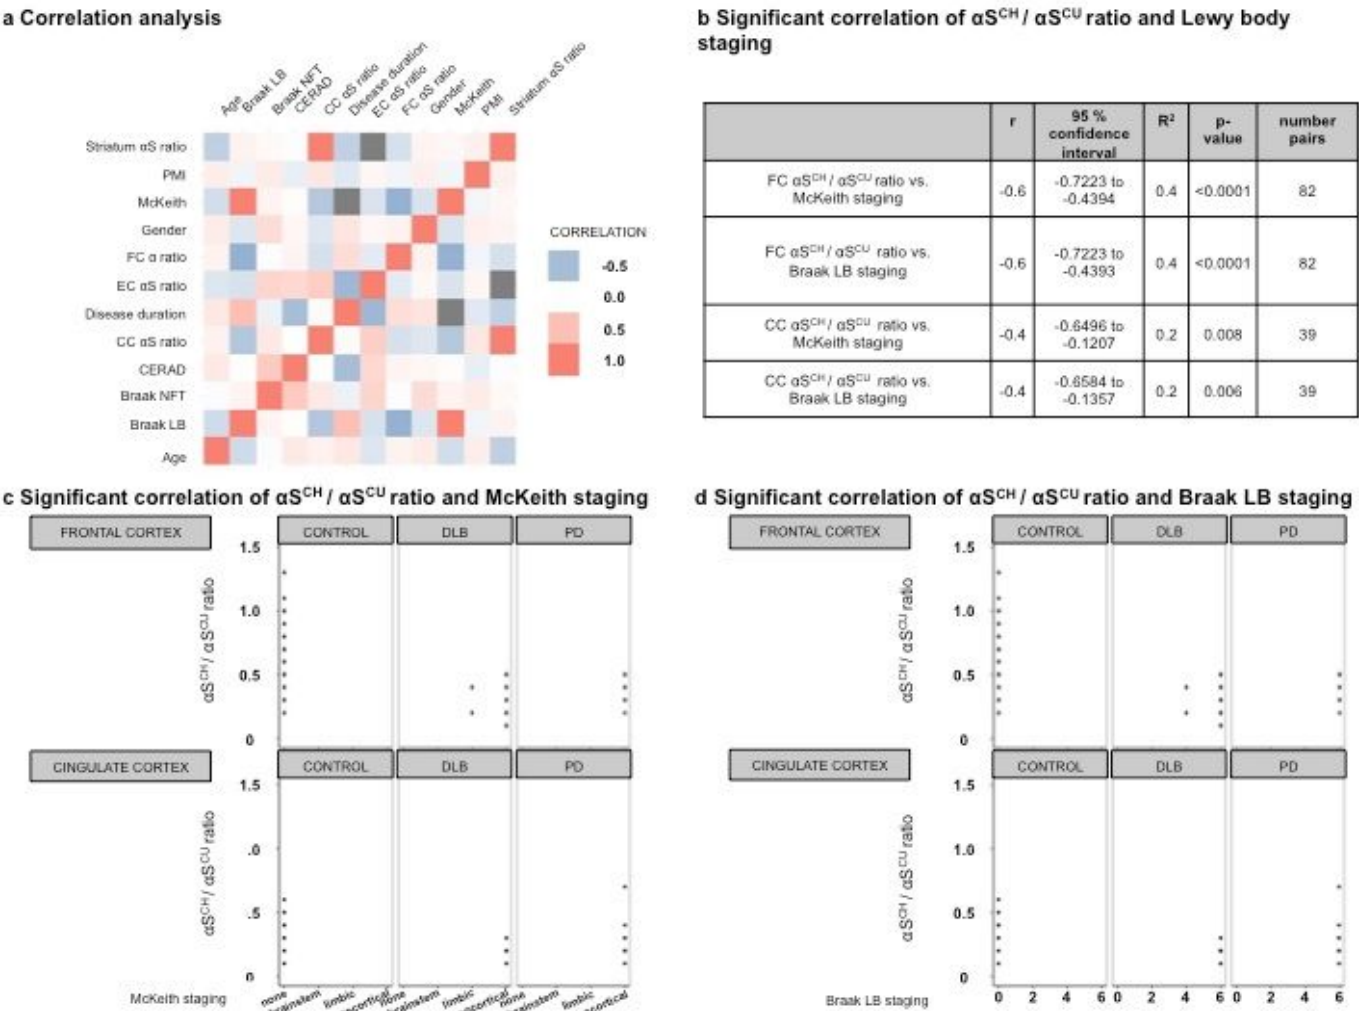 a Correlation analysis
Age
Braak LB
Braak NFT
CERAD
CC αS ratio
Disease duration
EC αS ratio
FC αS ratio
Gender
McKeith
PMI
Striatum αS ratio
Striatum αS ratio
PMI
McKeith
Gender
FC α ratio
EC αS ratio
Disease duration
CC αS ratio
CERAD
Braak NFT
Braak LB
Age
CORRELATION
-0.5
0.0
0.5
1.0
b Significant correlation of αSᶜᴴ / αSᶜᵁ ratio and Lewy body
staging
r
95 %
confidence
interval
R²
p-
value
number
pairs
FC αSᶜᴴ / αSᶜᵁ ratio vs.
McKeith staging
-0.6
-0.7223 to
-0.4394
0.4
<0.0001
82
FC αSᶜᴴ / αSᶜᵁ ratio vs.
Braak LB staging
-0.6
-0.7223 to
-0.4393
0.4
<0.0001
82
CC αSᶜᴴ / αSᶜᵁ ratio vs.
McKeith staging
-0.4
-0.6496 to
-0.1207
0.2
0.008
39
CC αSᶜᴴ / αSᶜᵁ ratio vs.
Braak LB staging
-0.4
-0.6584 to
-0.1357
0.2
0.006
39
c Significant correlation of αSᶜᴴ / αSᶜᵁ ratio and McKeith staging
FRONTAL CORTEX
CONTROL
DLB
PD
αSᶜᴴ / αSᶜᵁ ratio
1.5
1.0
0.5
0
CINGULATE CORTEX
CONTROL
DLB
PD
αSᶜᴴ / αSᶜᵁ ratio
1.5
.0
.5
0
McKeith staging
none
rainstem
limbic
ocortical
none
rainstem
limbic
ocortical
none
rainstem
limbic
ocortical
d Significant correlation of αSᶜᴴ / αSᶜᵁ ratio and Braak LB staging
FRONTAL CORTEX
CONTROL
DLB
PD
αSᶜᴴ / αSᶜᵁ ratio
1.5
1.0
0.5
0
CINGULATE CORTEX
CONTROL
DLB
PD
αSᶜᴴ / αSᶜᵁ ratio
1.5
1.0
0.5
0
Braak LB staging
0 2 4 6 0 2 4 6 0 2 4 6